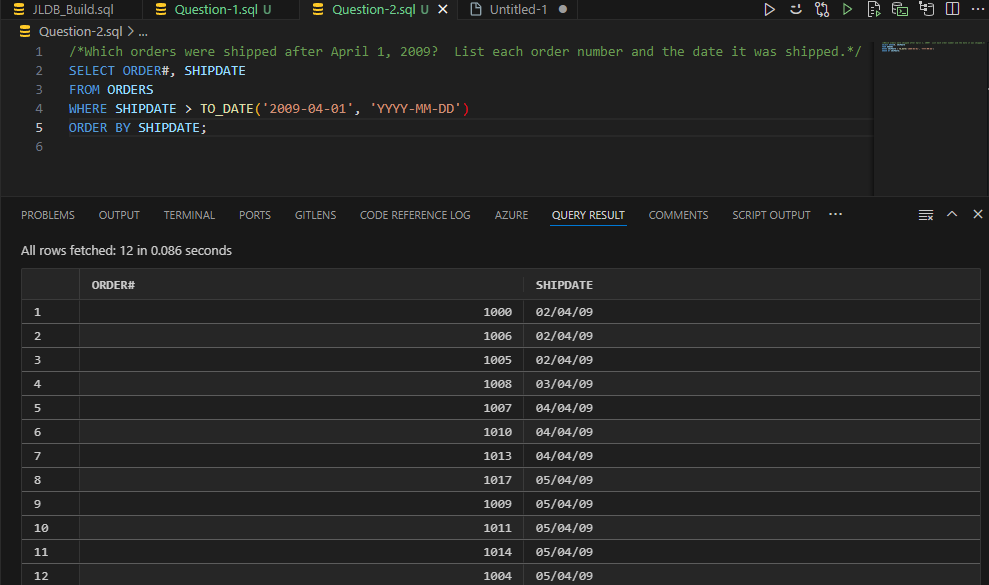 JLDB_Build.sql Question-1.sql U Question-2.sql U Untitled-1
Question-2.sql > ...
1 /*Which orders were shipped after April 1, 2009?  List each order number and the date it was shipped.*/
2 SELECT ORDER#, SHIPDATE
3 FROM ORDERS
4 WHERE SHIPDATE > TO_DATE('2009-04-01', 'YYYY-MM-DD')
5 ORDER BY SHIPDATE;
6
PROBLEMS OUTPUT TERMINAL PORTS GITLENS CODE REFERENCE LOG AZURE QUERY RESULT COMMENTS SCRIPT OUTPUT ...
All rows fetched: 12 in 0.086 seconds
ORDER# SHIPDATE
1 1000 02/04/09
2 1006 02/04/09
3 1005 02/04/09
4 1008 03/04/09
5 1007 04/04/09
6 1010 04/04/09
7 1013 04/04/09
8 1017 05/04/09
9 1009 05/04/09
10 1011 05/04/09
11 1014 05/04/09
12 1004 05/04/09